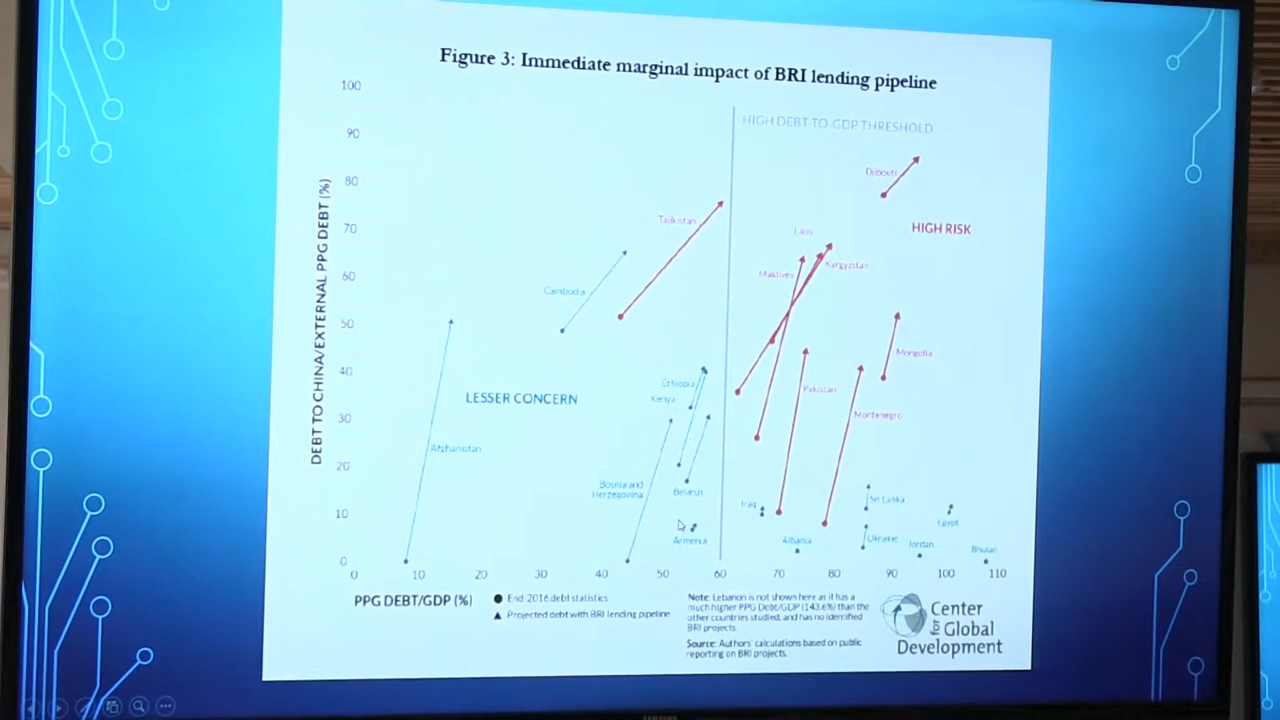 Figure 3: Immediate marginal impact of BRI lending pipeline
100
90
80
70
60
50
40
30
20
10
0
DEBT TO CHINA/EXTERNAL PPG DEBT (%)
HIGH DEBT-TO-GDP THRESHOLD
Djibouti
HIGH RISK
Tajikistan
Laos
Kyrgyzstan
Maldives
Cambodia
Mongolia
Ethiopia
Kenya
Pakistan
LESSER CONCERN
Montenegro
Afghanistan
Bosnia and
Herzegovina
Belarus
Sri Lanka
Iraq
Egypt
Armenia
Albania
Ukraine
Jordan
Bhutan
0 10 20 30 40 50 60 70 80 90 100 110
PPG DEBT/GDP (%)
End 2016 debt statistics
Projected debt with BRI lending pipeline
Note: Lebanon is not shown here as it has a
much higher PPG Debt/GDP (143.6%) than the
other countries studied, and has no identified
BRI projects.
Source: Authors' calculations based on public
reporting on BRI projects.
Center
for Global
Development
SAMSUNG